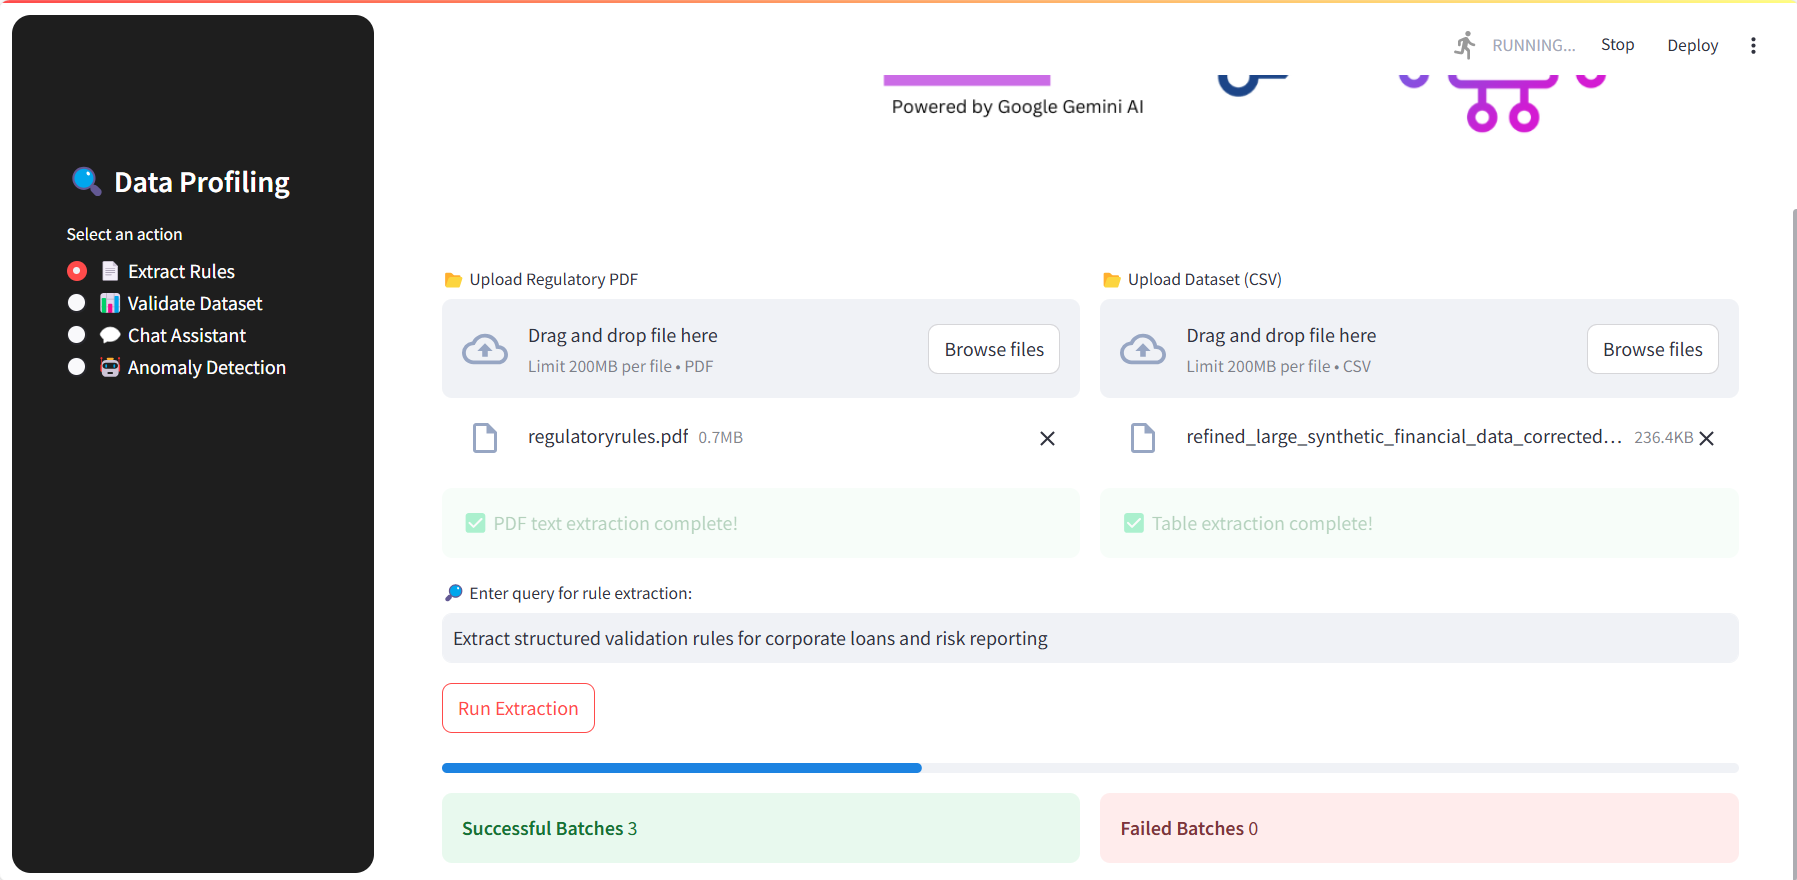 RUNNING...
Stop
Deploy
Powered by Google Gemini AI
Data Profiling
Select an action
Extract Rules
Validate Dataset
Chat Assistant
Anomaly Detection
Upload Regulatory PDF
Drag and drop file here
Limit 200MB per file • PDF
Browse files
regulatoryrules.pdf 0.7MB
PDF text extraction complete!
Upload Dataset (CSV)
Drag and drop file here
Limit 200MB per file • CSV
Browse files
refined_large_synthetic_financial_data_corrected... 236.4KB
Table extraction complete!
Enter query for rule extraction:
Extract structured validation rules for corporate loans and risk reporting
Run Extraction
Successful Batches 3
Failed Batches 0